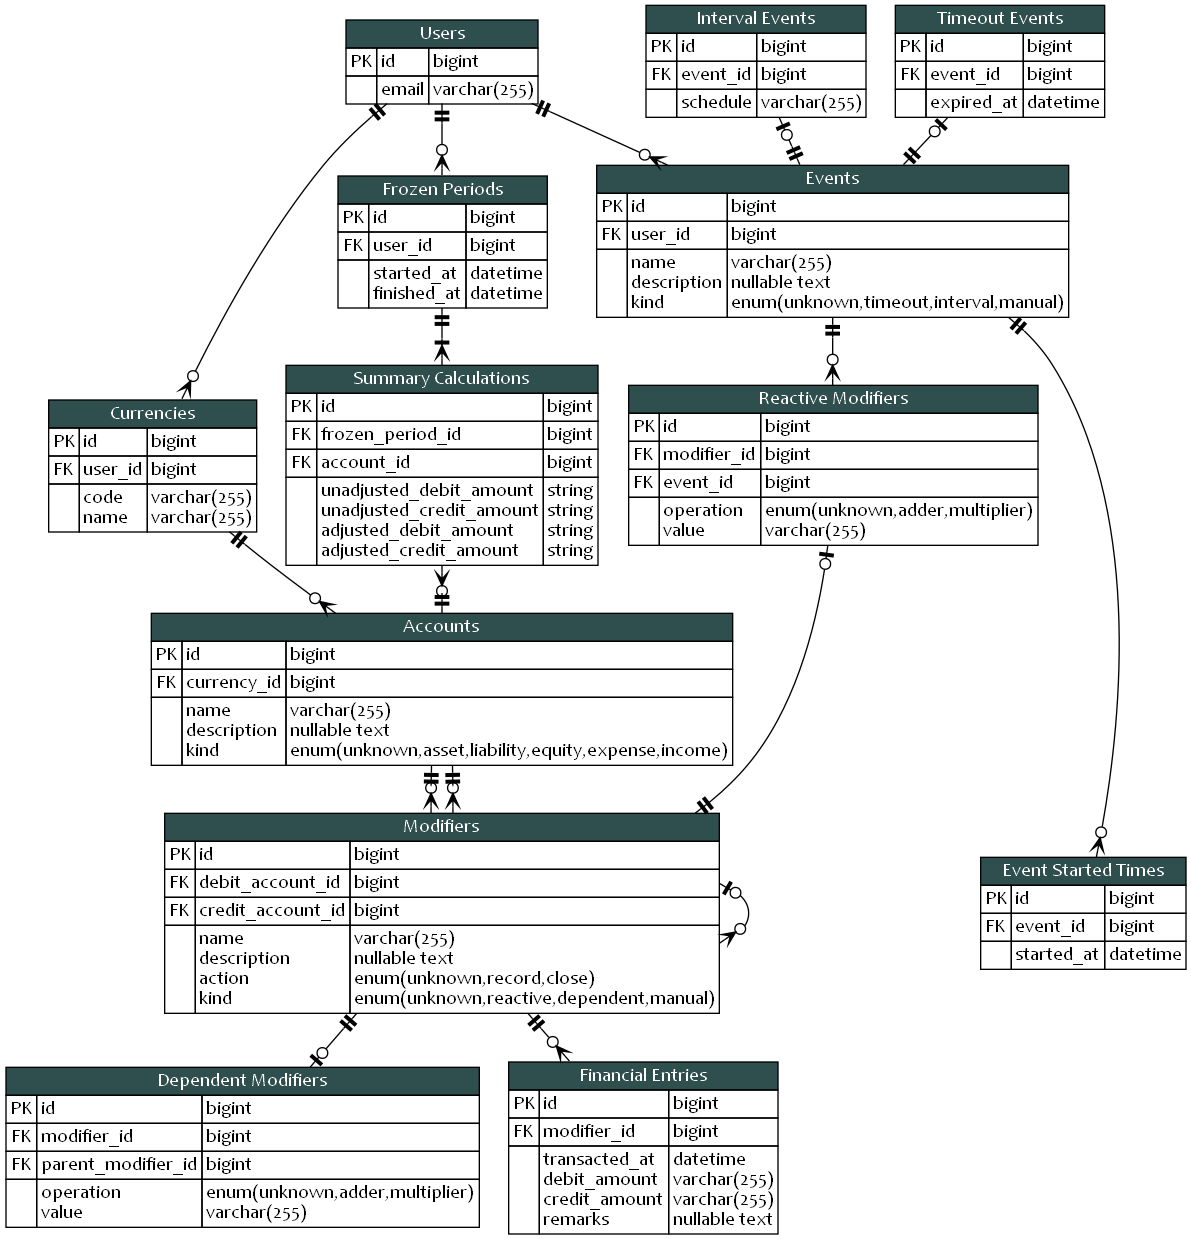 Users
PK id bigint
email varchar(255)
Interval Events
PK id bigint
FK event_id bigint
schedule varchar(255)
Timeout Events
PK id bigint
FK event_id bigint
expired_at datetime
Frozen Periods
PK id bigint
FK user_id bigint
started_at datetime
finished_at datetime
Events
PK id bigint
FK user_id bigint
name varchar(255)
description nullable text
kind enum(unknown,timeout,interval,manual)
Currencies
PK id bigint
FK user_id bigint
code varchar(255)
name varchar(255)
Summary Calculations
PK id bigint
FK frozen_period_id bigint
FK account_id bigint
unadjusted_debit_amount string
unadjusted_credit_amount string
adjusted_debit_amount string
adjusted_credit_amount string
Reactive Modifiers
PK id bigint
FK modifier_id bigint
FK event_id bigint
operation enum(unknown,adder,multiplier)
value varchar(255)
Accounts
PK id bigint
FK currency_id bigint
name varchar(255)
description nullable text
kind enum(unknown,asset,liability,equity,expense,income)
Modifiers
PK id bigint
FK debit_account_id bigint
FK credit_account_id bigint
name varchar(255)
description nullable text
action enum(unknown,record,close)
kind enum(unknown,reactive,dependent,manual)
Event Started Times
PK id bigint
FK event_id bigint
started_at datetime
Dependent Modifiers
PK id bigint
FK modifier_id bigint
FK parent_modifier_id bigint
operation enum(unknown,adder,multiplier)
value varchar(255)
Financial Entries
PK id bigint
FK modifier_id bigint
transacted_at datetime
debit_amount varchar(255)
credit_amount varchar(255)
remarks nullable text